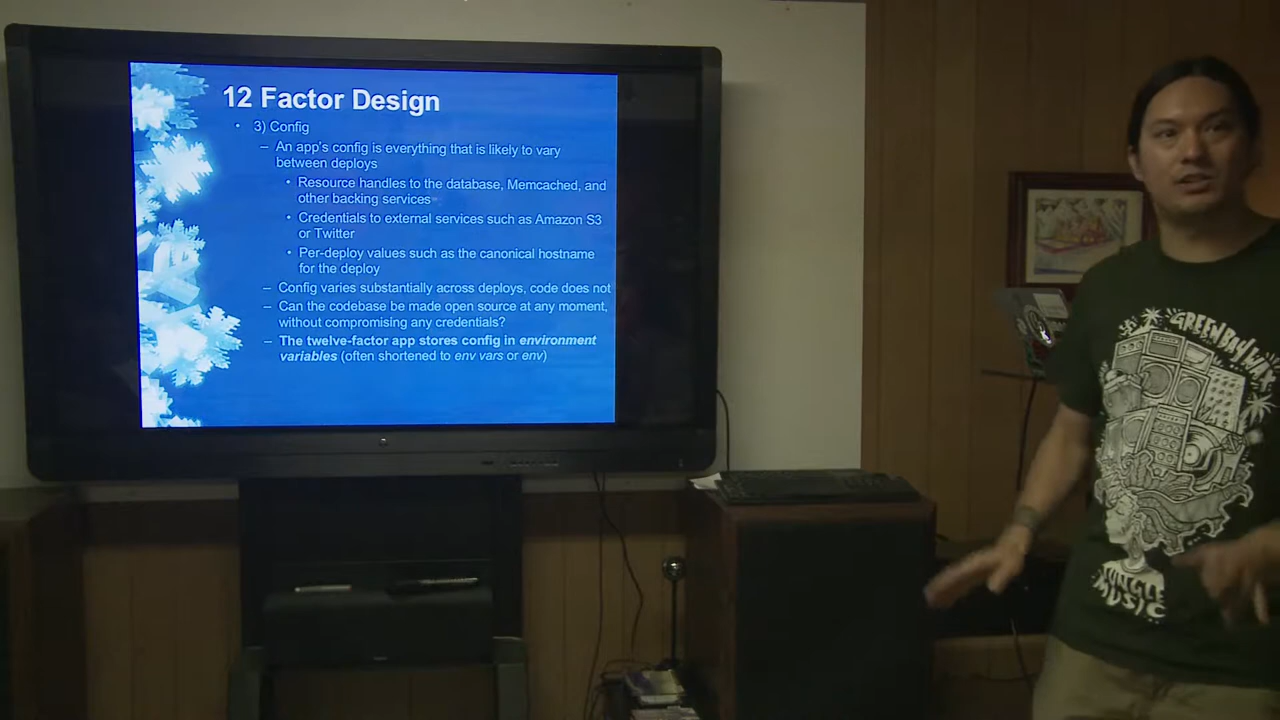 12 Factor Design
• 3) Config
– An app's config is everything that is likely to vary
between deploys
• Resource handles to the database, Memcached, and
other backing services
• Credentials to external services such as Amazon S3
or Twitter
• Per-deploy values such as the canonical hostname
for the deploy
– Config varies substantially across deploys, code does not
– Can the codebase be made open source at any moment,
without compromising any credentials?
– The twelve-factor app stores config in environment
variables (often shortened to env vars or env)
GREEN BAY WAX
JUNGLE
MUSIC